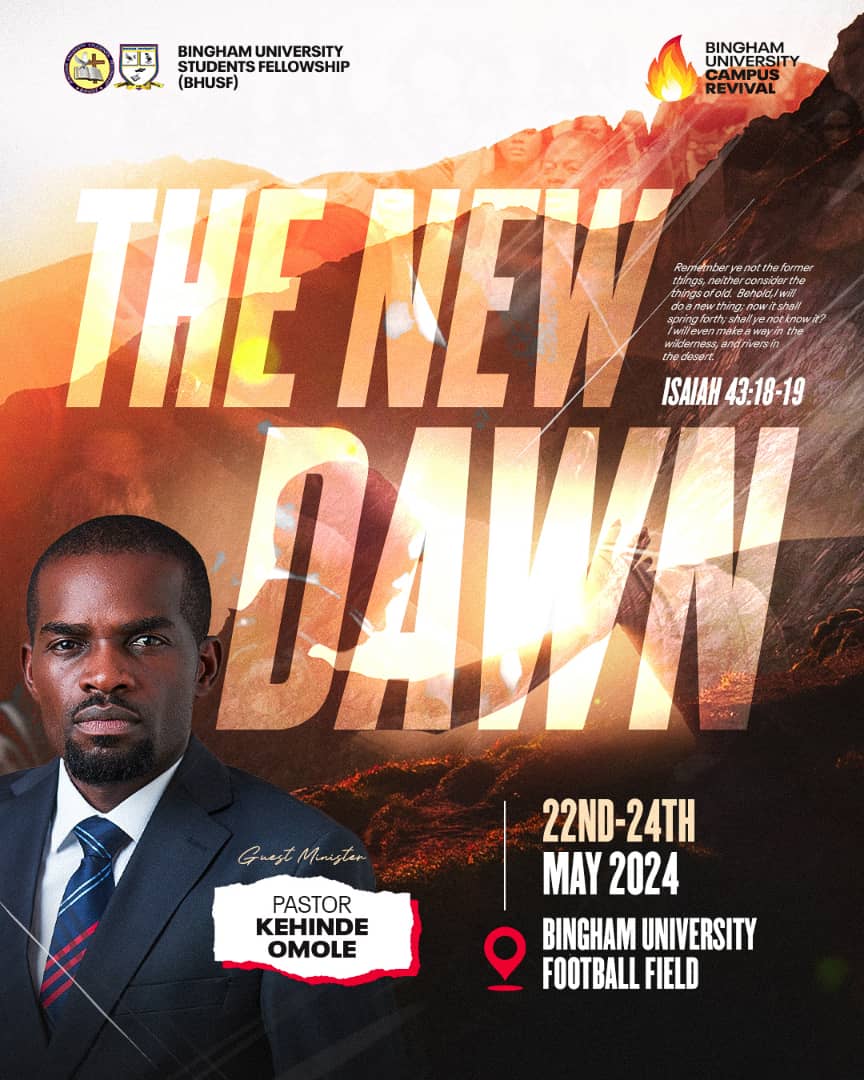 BINGHAM UNIVERSITY
STUDENTS FELLOWSHIP
(BHUSF)
BINGHAM
UNIVERSITY
CAMPUS
REVIVAL
THE NEW
DAWN
Remember ye not the former
things, neither consider the
things of old. Behold, I will
do a new thing; now it shall
spring forth; shall ye not know it?
I will even make a way in the
wilderness, and rivers in
the desert.
ISAIAH 43:18-19
Guest Minister
PASTOR
KEHINDE
OMOLE
22ND-24TH
MAY 2024
BINGHAM UNIVERSITY
FOOTBALL FIELD